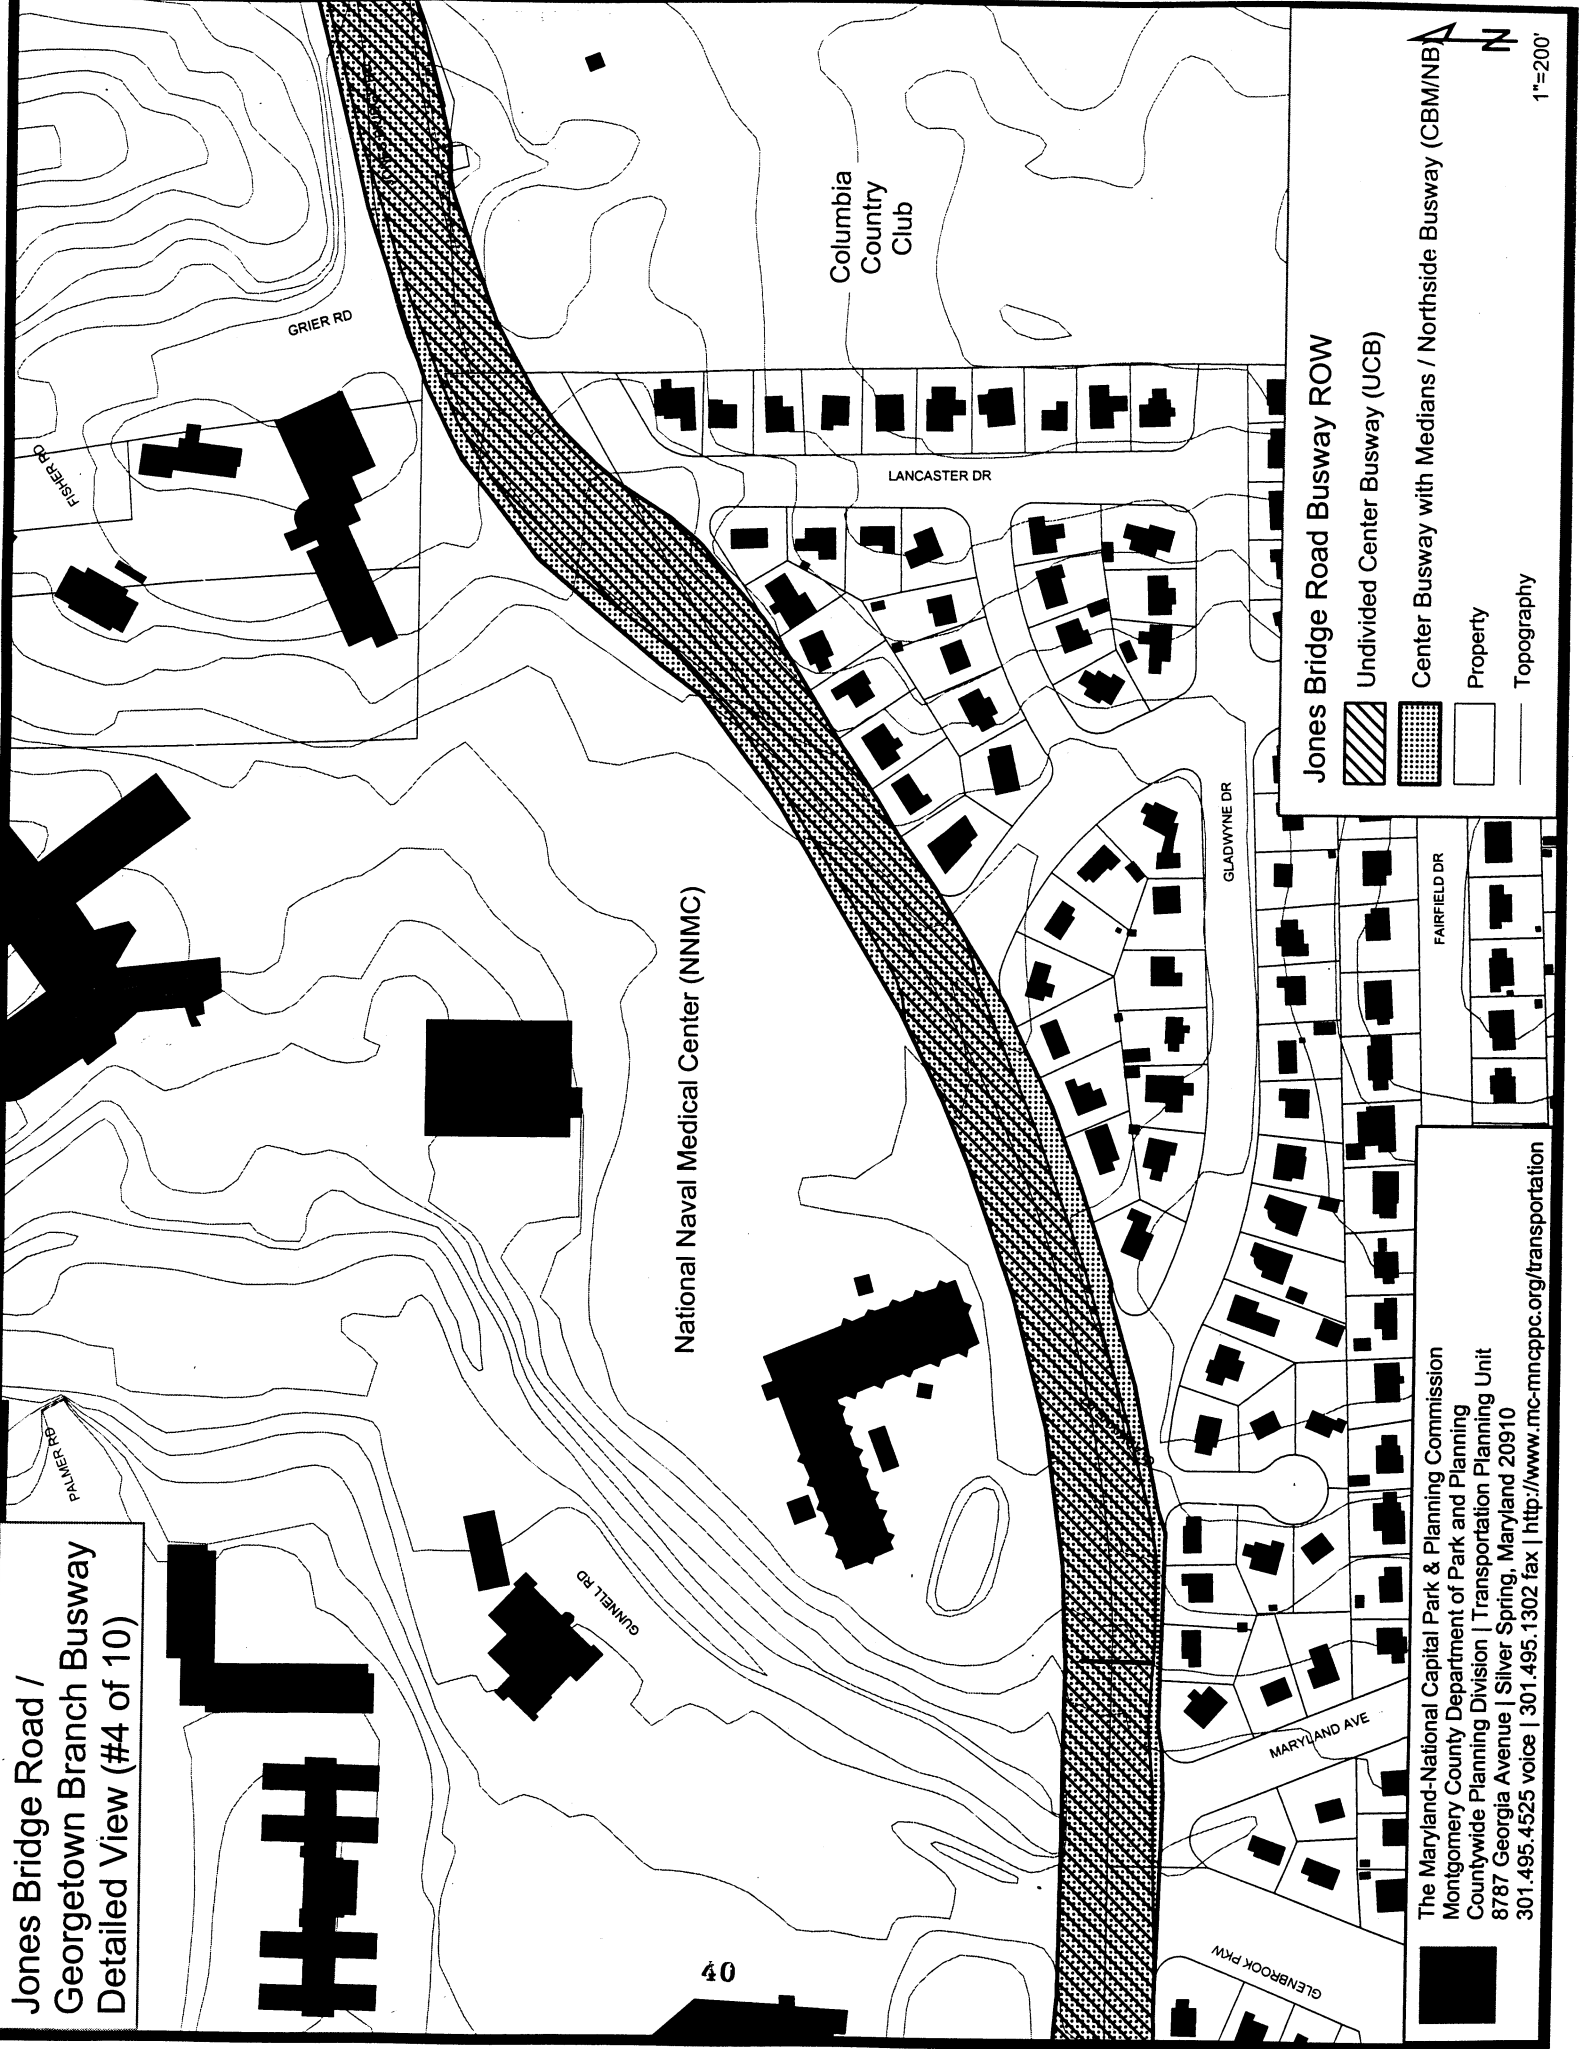 Jones Bridge Road /
Georgetown Branch Busway
Detailed View (#4 of 10)
PALMER RD
FISHER RD
GRIER RD
GUNNELL RD
National Naval Medical Center (NNMC)
Columbia
Country
Club
LANCASTER DR
GLADWYNE DR
FAIRFIELD DR
MARYLAND AVE
GLENBROOK PKW
40
The Maryland-National Capital Park & Planning Commission
Montgomery County Department of Park and Planning
Countywide Planning Division | Transportation Planning Unit
8787 Georgia Avenue | Silver Spring, Maryland 20910
301.495.4525 voice | 301.495.1302 fax | http://www.mc-mncppc.org/transportation
Jones Bridge Road Busway ROW
Undivided Center Busway (UCB)
Center Busway with Medians / Northside Busway (CBM/NB)
Property
Topography
N
1"=200'